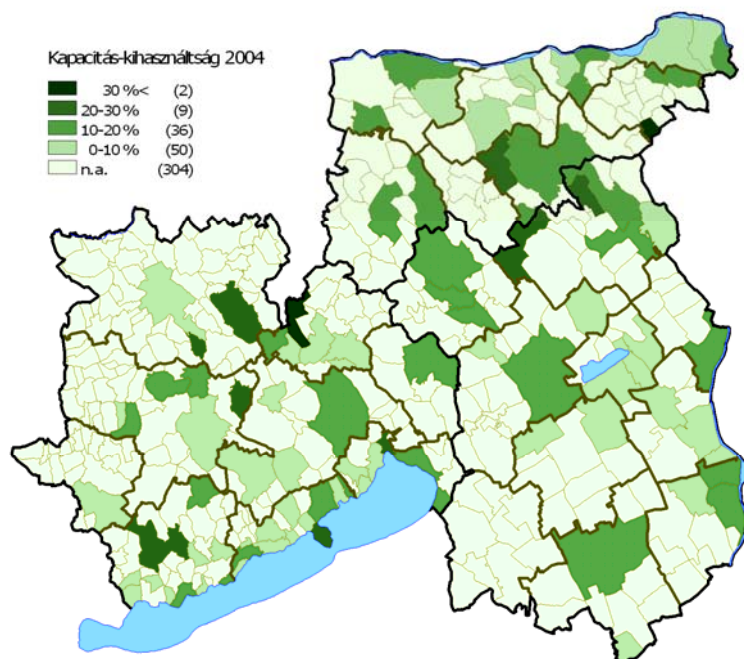 Kapacitás-kihasználtság 2004
30 %< (2)
20-30 % (9)
10-20 % (36)
0-10 % (50)
n.a. (304)